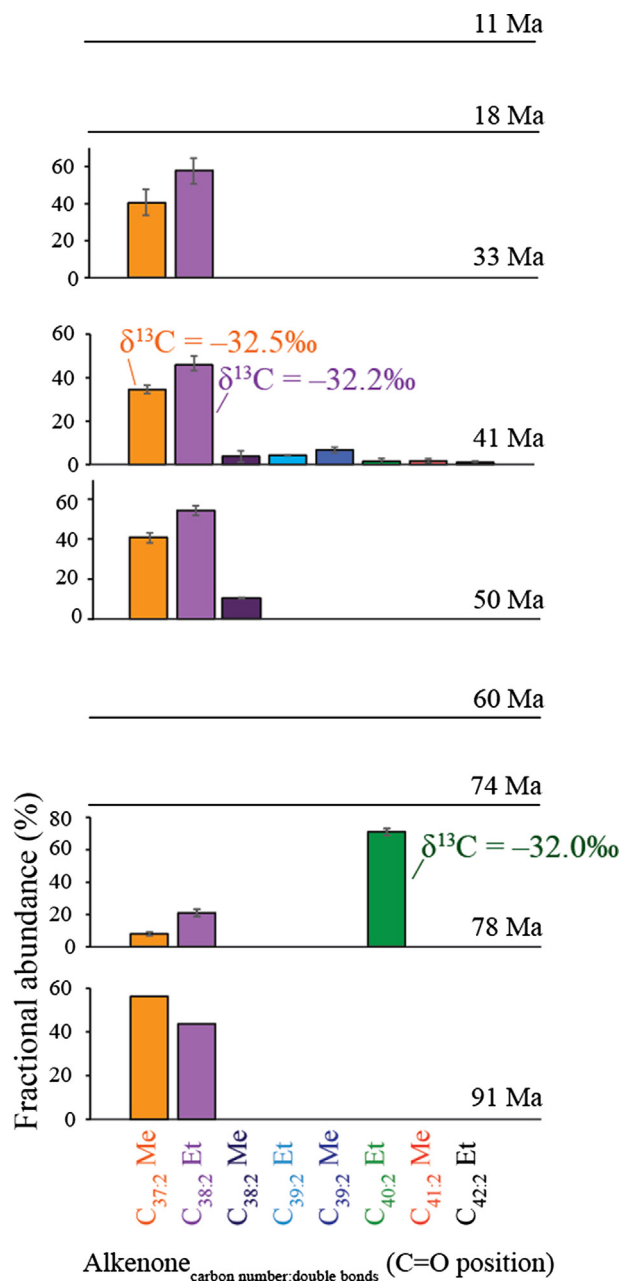 11 Ma
18 Ma
60
40
20
0
33 Ma
60
40
20
0
δ¹³C = –32.5‰
δ¹³C = –32.2‰
41 Ma
60
40
20
0
50 Ma
60 Ma
74 Ma
80
60
40
20
0
δ¹³C = –32.0‰
78 Ma
60
40
20
0
91 Ma
Fractional abundance (%)
C37:2 Me
C38:2 Et
C38:2 Me
C39:2 Et
C39:2 Me
C40:2 Et
C41:2 Me
C42:2 Et
Alkenone carbon number:double bonds (C=O position)